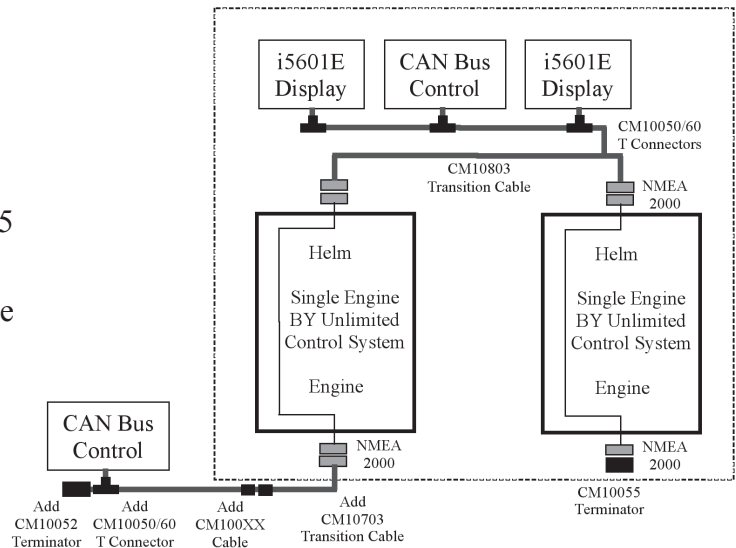 i5601E
Display
CAN Bus
Control
i5601E
Display
CM10050/60
T Connectors
CM10803
Transition Cable
NMEA
2000
5
e
Helm
Single Engine
BY Unlimited
Control System
Engine
Helm
Single Engine
BY Unlimited
Control System
Engine
CAN Bus
Control
NMEA
2000
NMEA
2000
CM10055
Terminator
Add
CM10052
Terminator
Add
CM10050/60
T Connector
Add
CM100XX
Cable
Add
CM10703
Transition Cable